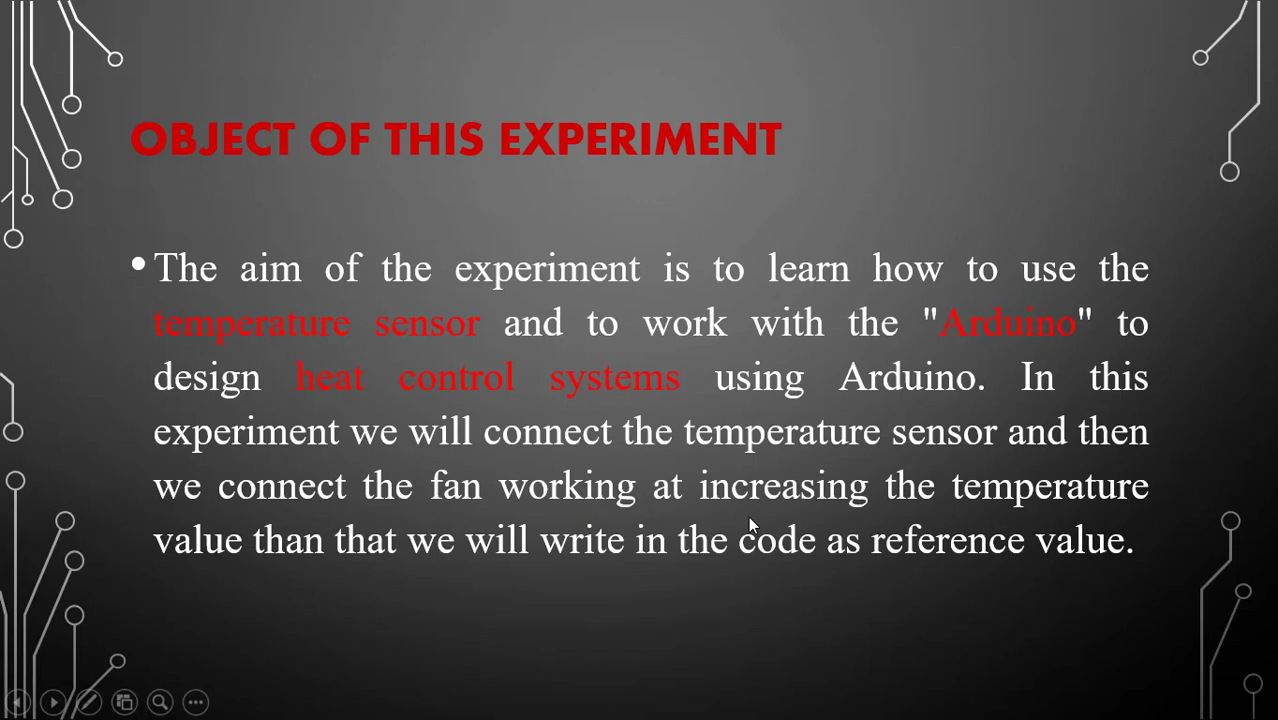 OBJECT OF THIS EXPERIMENT
• The aim of the experiment is to learn how to use the
temperature sensor and to work with the "Arduino" to
design heat control systems using Arduino. In this
experiment we will connect the temperature sensor and then
we connect the fan working at increasing the temperature
value than that we will write in the code as reference value.